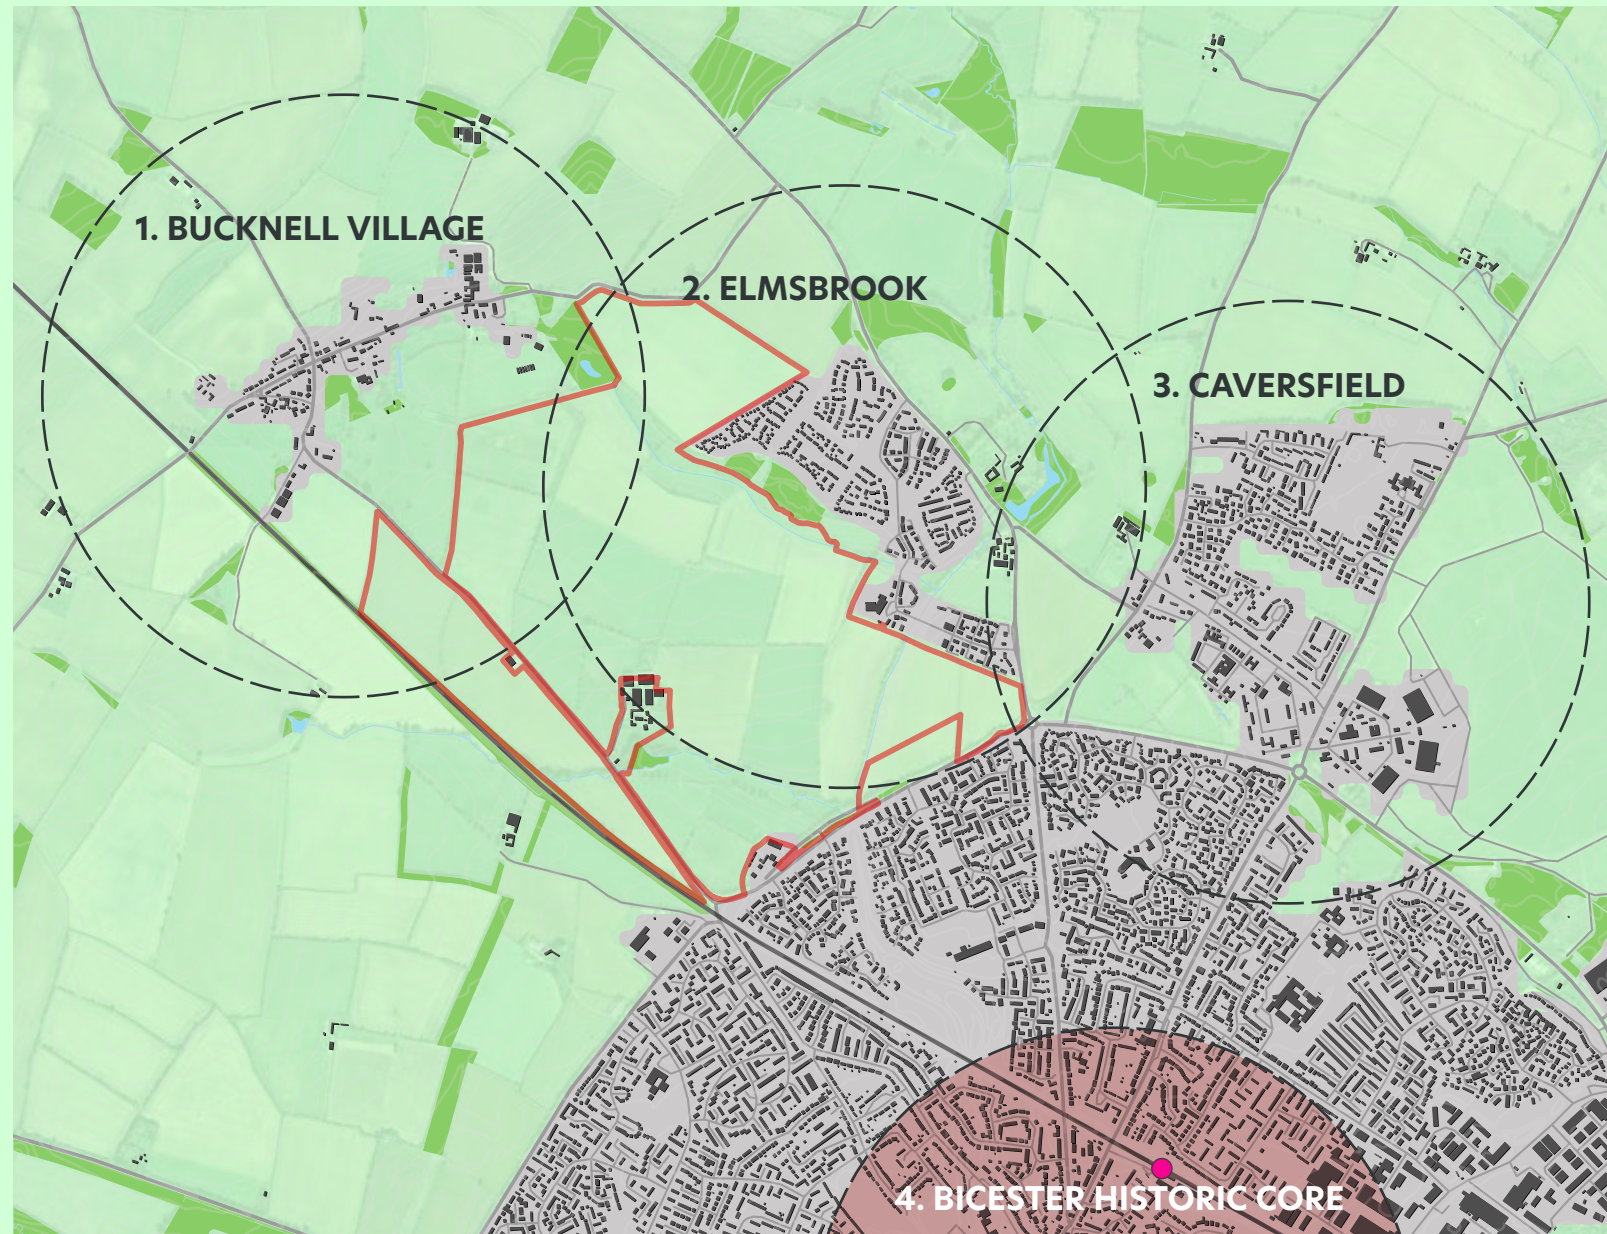 1. BUCKNELL VILLAGE
2. ELMSBROOK
3. CAVERSFIELD
4. BICESTER HISTORIC CORE